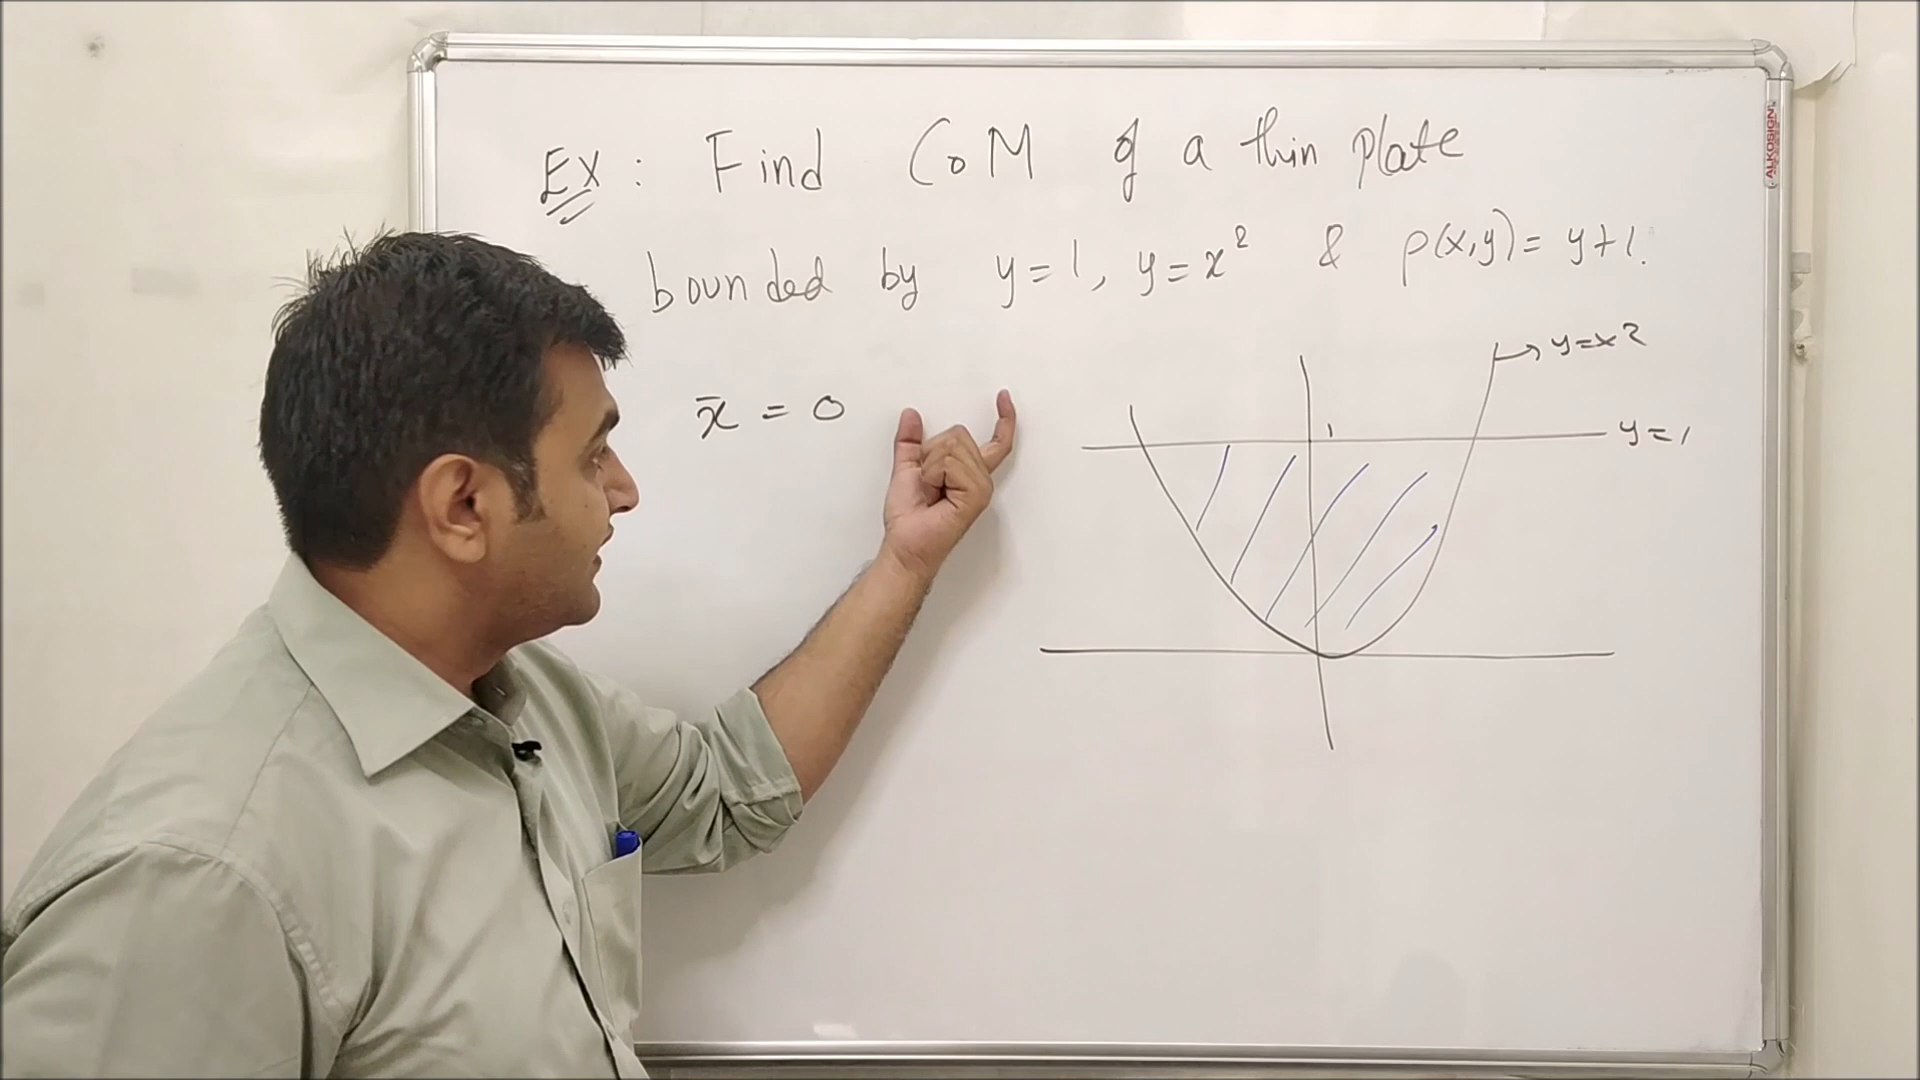 Ex: Find CoM of a thin plate
bounded by y=1, y=x² & ρ(x,y)= y+1.
x̄ = 0
y=x²
1
y=1
ALKOSIGN